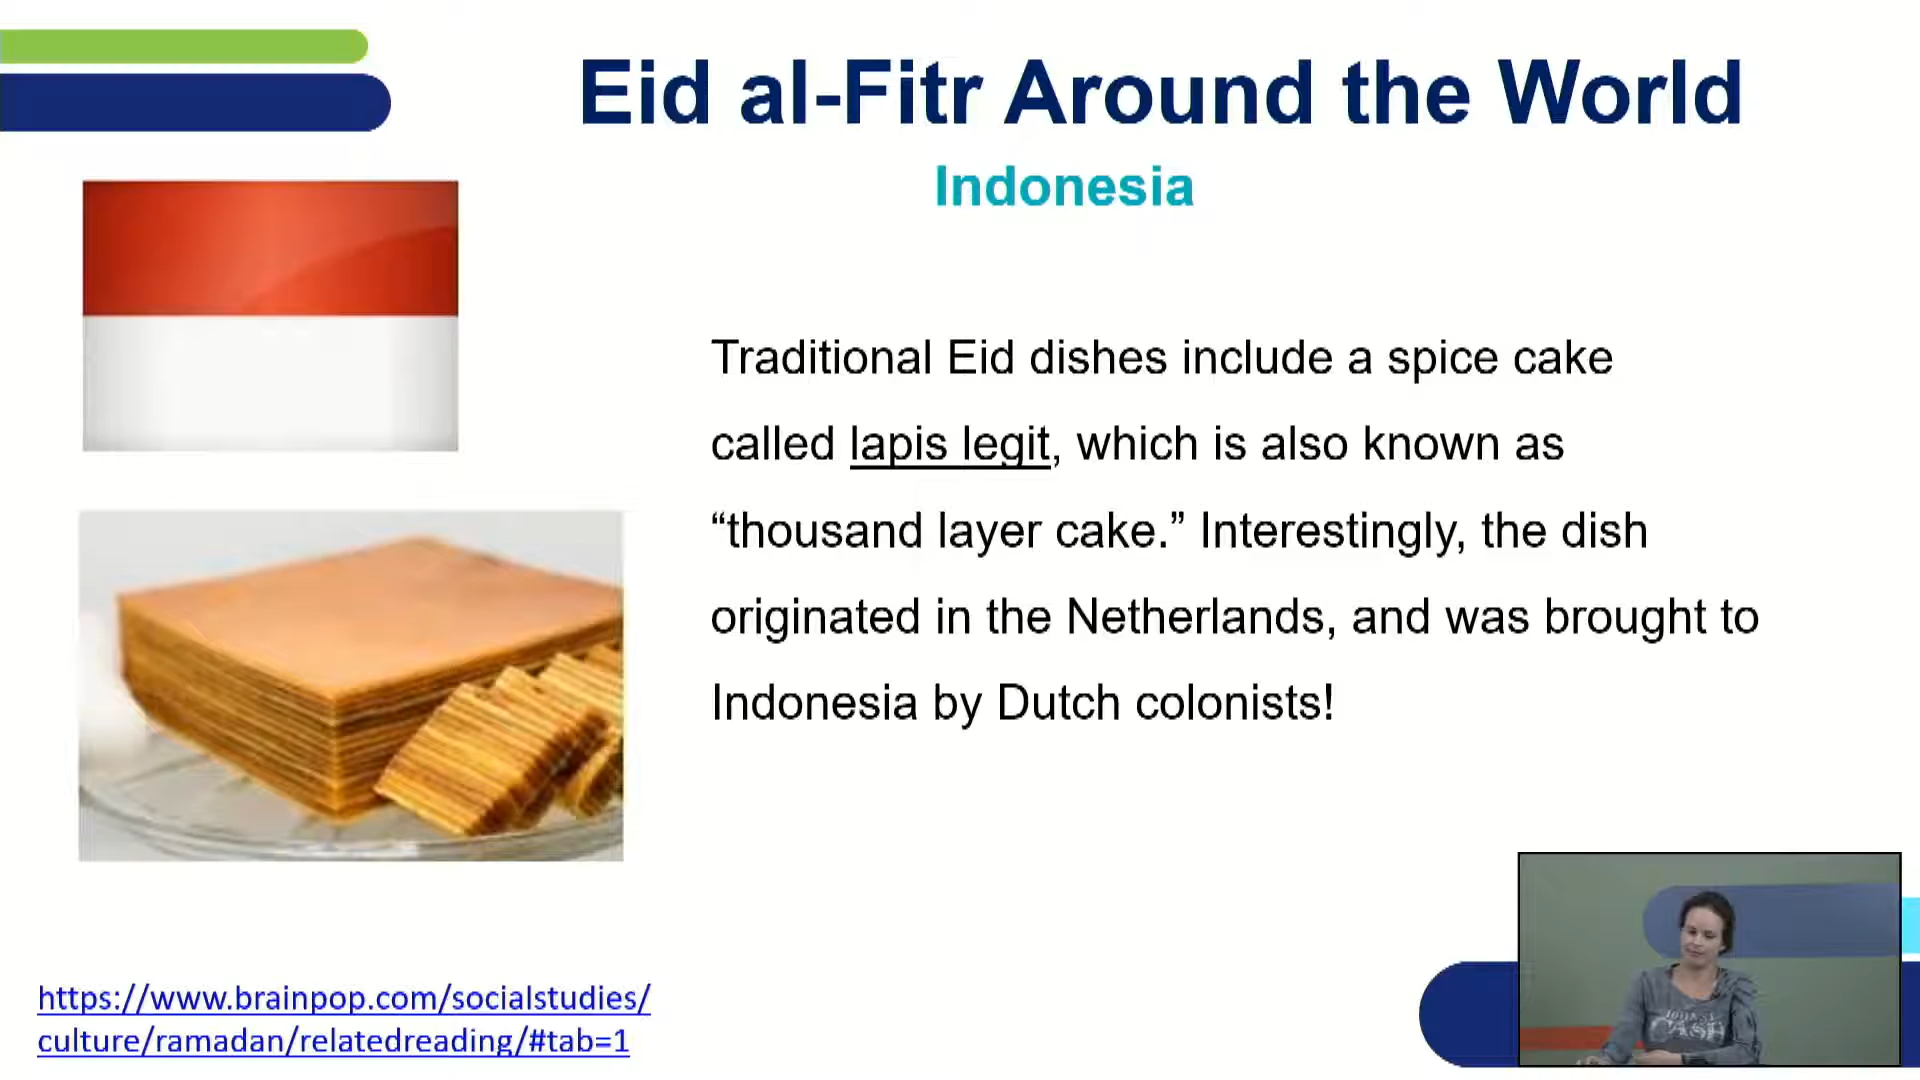 Eid al-Fitr Around the World
Indonesia
Traditional Eid dishes include a spice cake
called lapis legit, which is also known as
“thousand layer cake.” Interestingly, the dish
originated in the Netherlands, and was brought to
Indonesia by Dutch colonists!
https://www.brainpop.com/socialstudies/
culture/ramadan/relatedreading/#tab=1
CASH